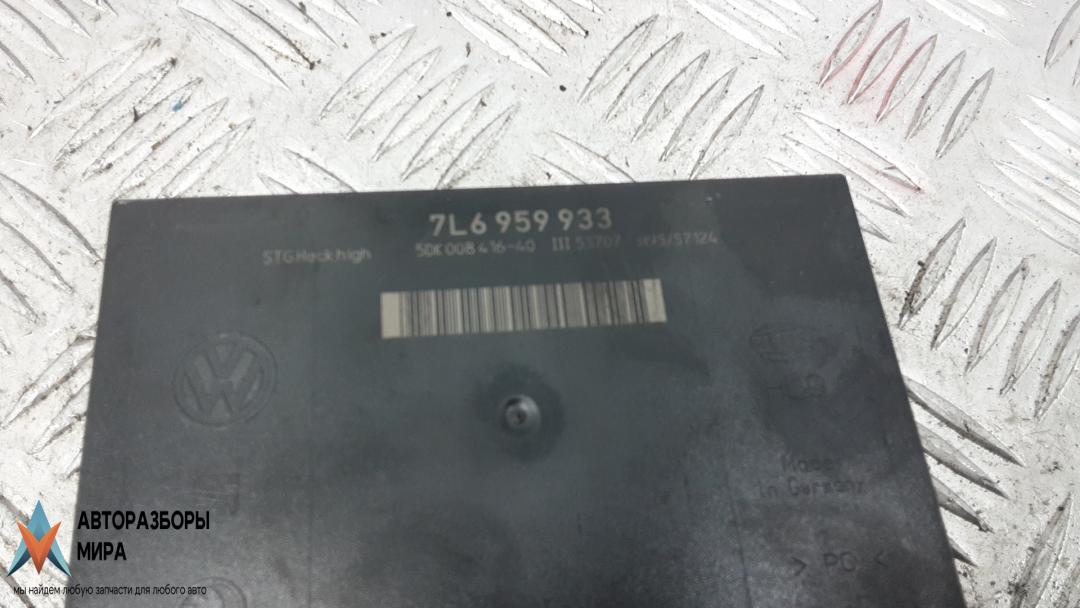 7L6 959 933
STG Heck high 5DK 008 416-40 III 53707
Made
in Germany
> PC <
АВТОРАЗБОРЫ
МИРА
мы найдем любую запчасти для любого авто